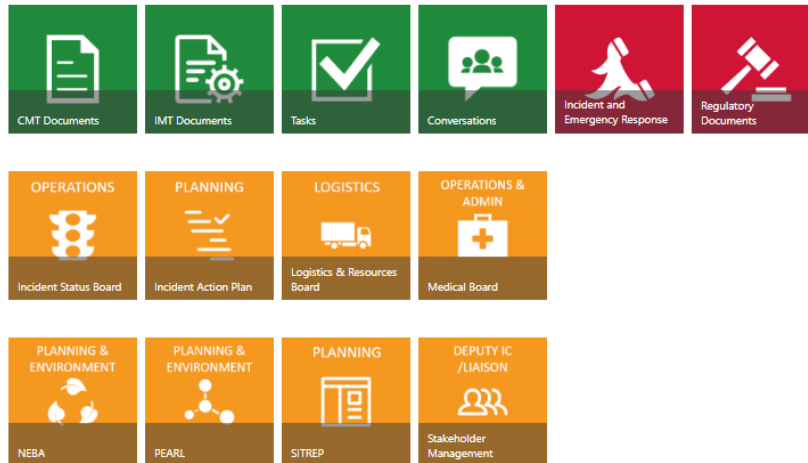 CMT Documents
IMT Documents
Tasks
Conversations
Incident and
Emergency Response
Regulatory
Documents
OPERATIONS
Incident Status Board
PLANNING
Incident Action Plan
LOGISTICS
Logistics & Resources
Board
OPERATIONS &
ADMIN
Medical Board
PLANNING &
ENVIRONMENT
NEBA
PLANNING &
ENVIRONMENT
PEARL
PLANNING
SITREP
DEPUTY IC
/LIAISON
Stakeholder
Management